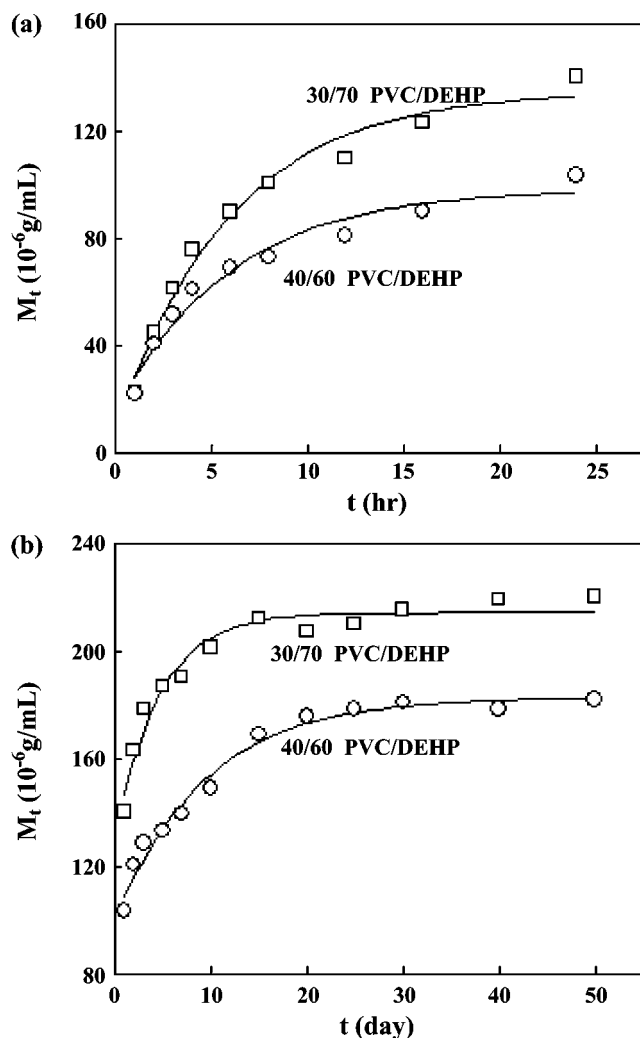 (a)
160
30/70 PVC/DEHP
120
80
40/60 PVC/DEHP
40
0
Mt (10-6g/mL)
0 5 10 15 20 25
t (hr)
(b)
240
200
30/70 PVC/DEHP
40/60 PVC/DEHP
160
120
80
Mt (10-6g/mL)
0 10 20 30 40 50
t (day)